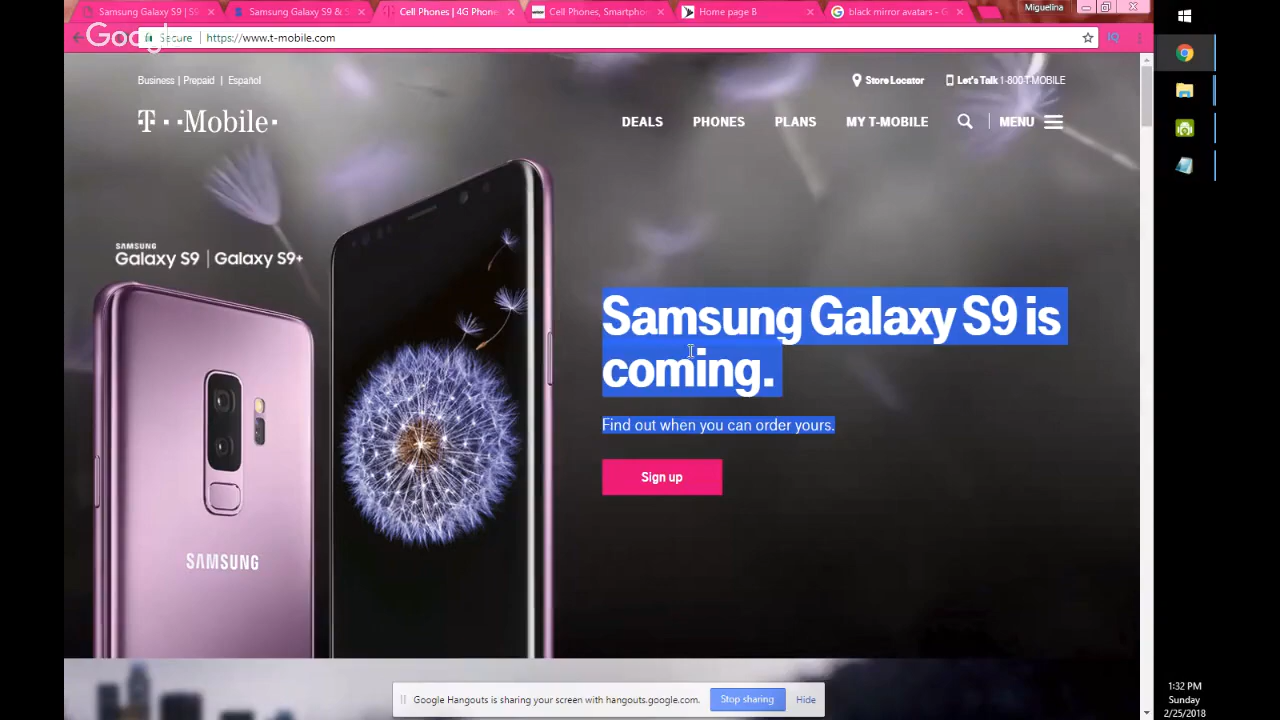 Samsung Galaxy S9 | S
Samsung Galaxy S9 & S
Cell Phones | 4G Phone
Cell Phones, Smartpho
Home page B
black mirror avatars - G
Miguelina
Google
Secure | https://www.t-mobile.com
IQ
Business | Prepaid | Español
Store Locator
Let's Talk 1-800-T-MOBILE
T-Mobile
DEALS
PHONES
PLANS
MY T-MOBILE
MENU
SAMSUNG
Galaxy S9 | Galaxy S9+
Samsung Galaxy S9 is
coming.
Find out when you can order yours.
Sign up
SAMSUNG
Google Hangouts is sharing your screen with hangouts.google.com.
Stop sharing
Hide
1:32 PM
Sunday
2/25/2018